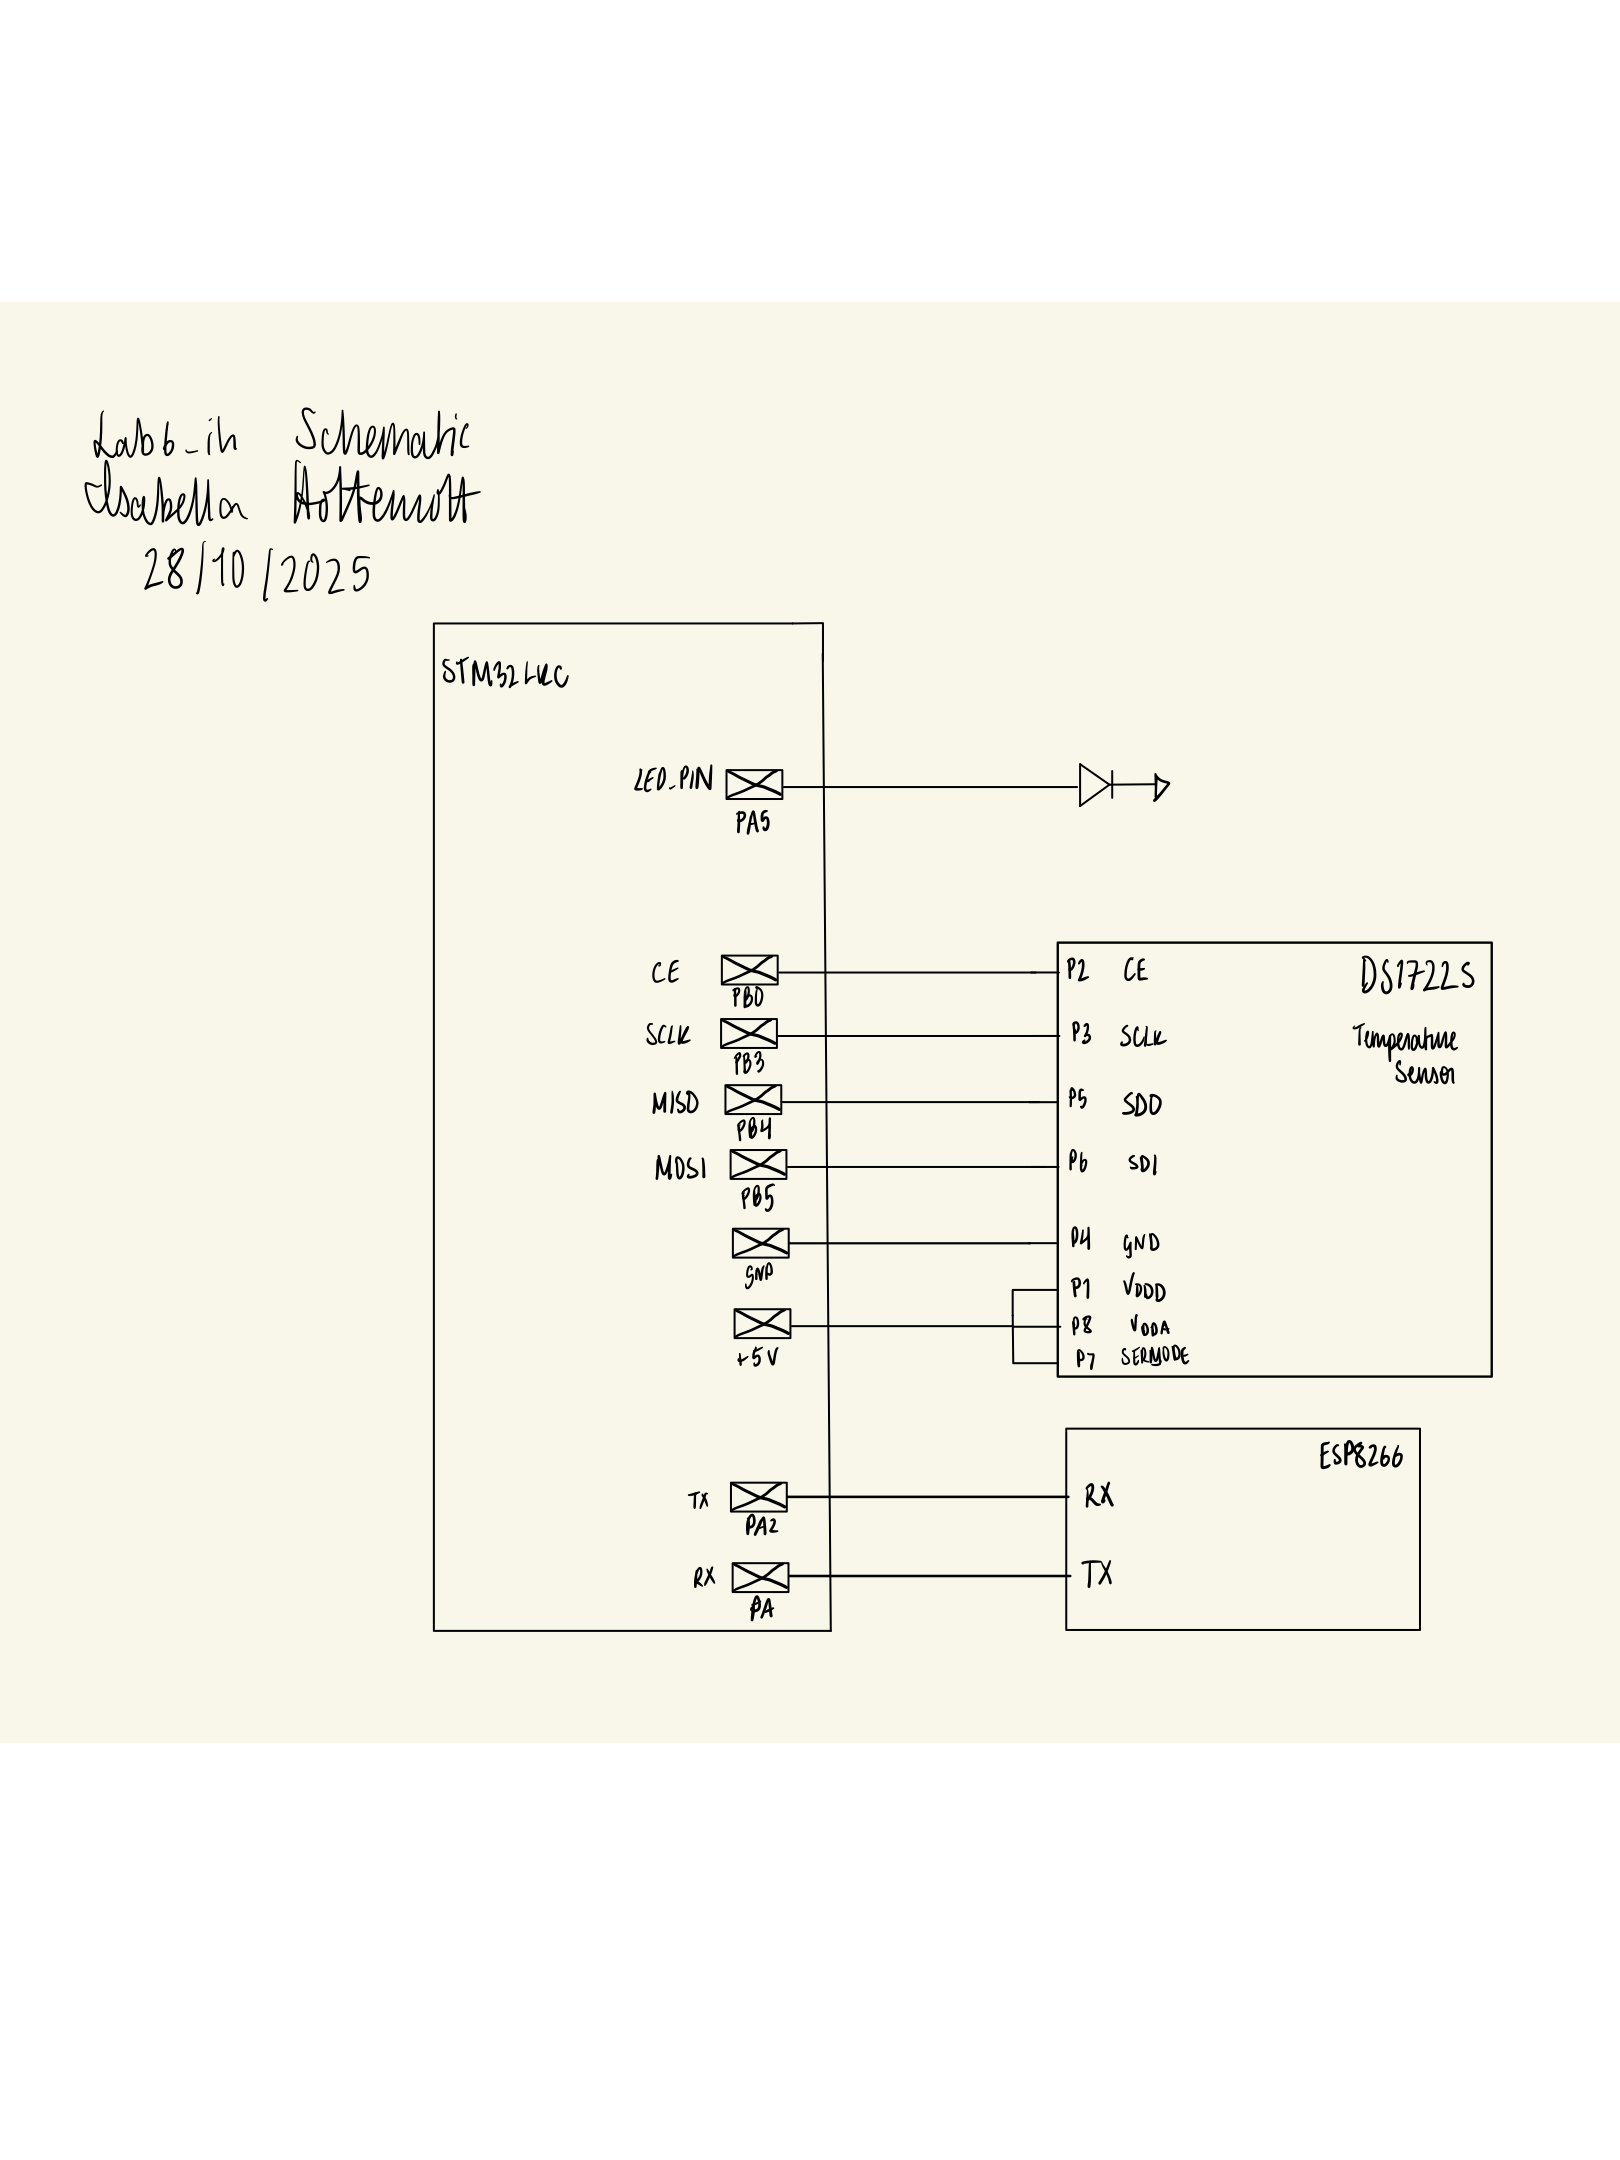 Lab 6_ih Schematic
Isabella
28/10/2025
STM32L4KC
LED_PIN
PA5
CE
PB0
SCLK
PB3
MISO
PB4
MOSI
PB5
GND
+5V
TX
PA2
RX
PA
DS1722S
Temperature
Sensor
P2 CE
P3 SCLK
P5 SDO
P6 SDI
P4 GND
P1 VDDD
P8 VDDA
P7 SERMODE
ESP8266
RX
TX